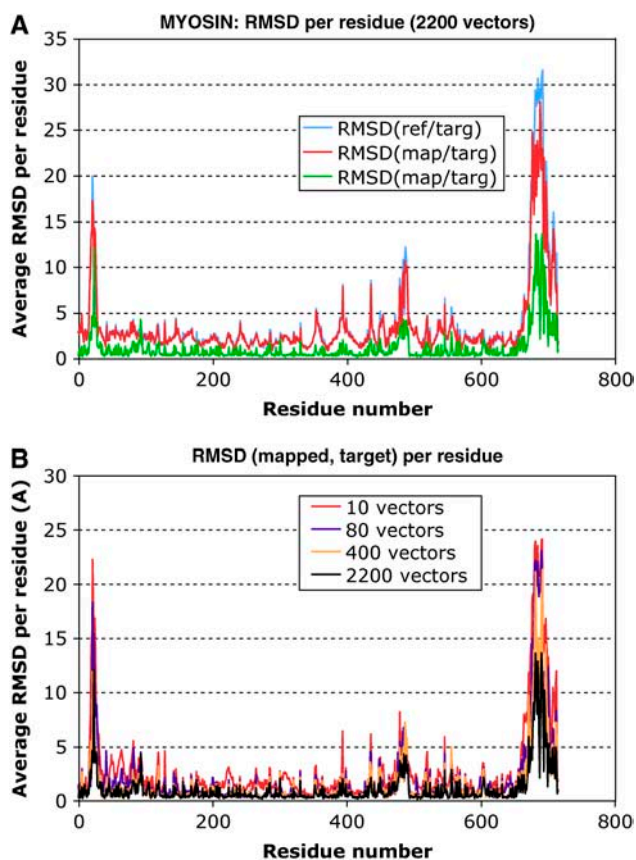 A
MYOSIN: RMSD per residue (2200 vectors)
Average RMSD per residue
35
30
25
20
15
10
5
0
RMSD(ref/targ)
RMSD(map/targ)
RMSD(map/targ)
0 200 400 600 800
Residue number
B
RMSD (mapped, target) per residue
Average RMSD per residue (A)
30
25
20
15
10
5
0
10 vectors
80 vectors
400 vectors
2200 vectors
0 200 400 600 800
Residue number